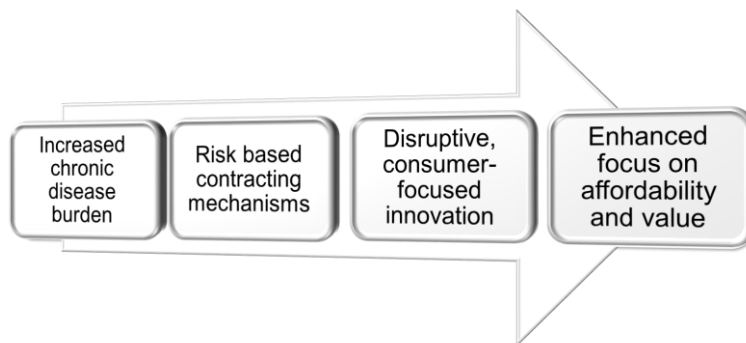 Increased
chronic
disease
burden
Risk based
contracting
mechanisms
Disruptive,
consumer-
focused
innovation
Enhanced
focus on
affordability
and value